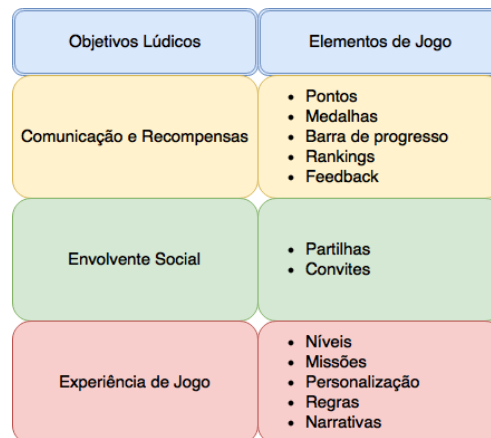 Objetivos Lúdicos
Elementos de Jogo
Comunicação e Recompensas
• Pontos
• Medalhas
• Barra de progresso
• Rankings
• Feedback
Envolvente Social
• Partilhas
• Convites
Experiência de Jogo
• Níveis
• Missões
• Personalização
• Regras
• Narrativas